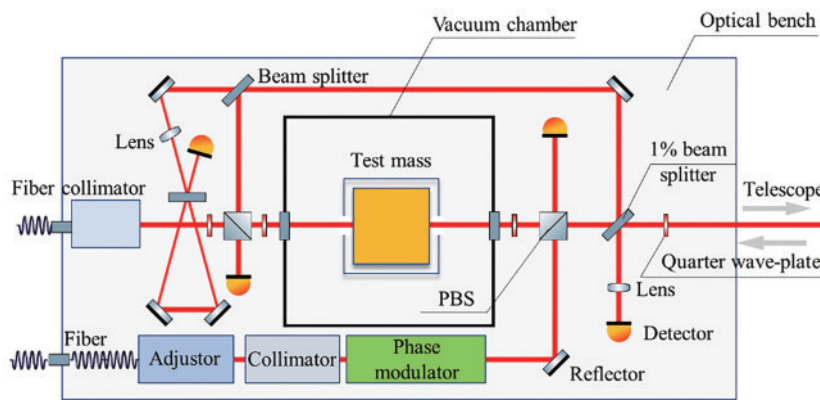 Vacuum chamber
Optical bench
Beam splitter
Lens
Test mass
1% beam
splitter
Fiber collimator
Telescope
PBS
Quarter wave-plate
Lens
Fiber
Adjustor
Collimator
Phase
modulator
Detector
Reflector